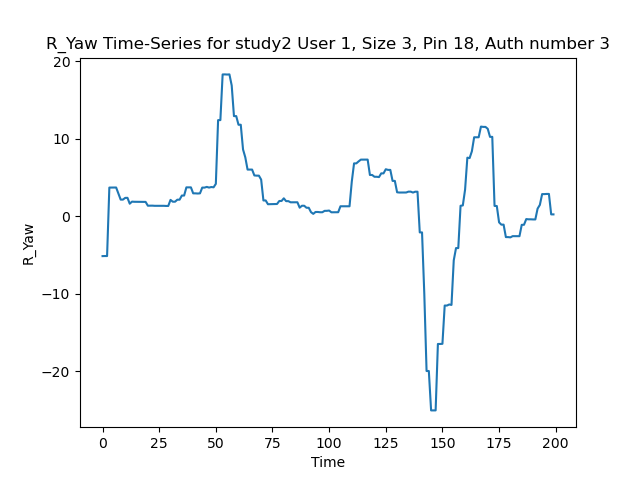 R_Yaw Time-Series for study2 User 1, Size 3, Pin 18, Auth number 3
20
10
0
−10
−20
R_Yaw
0 25 50 75 100 125 150 175 200
Time